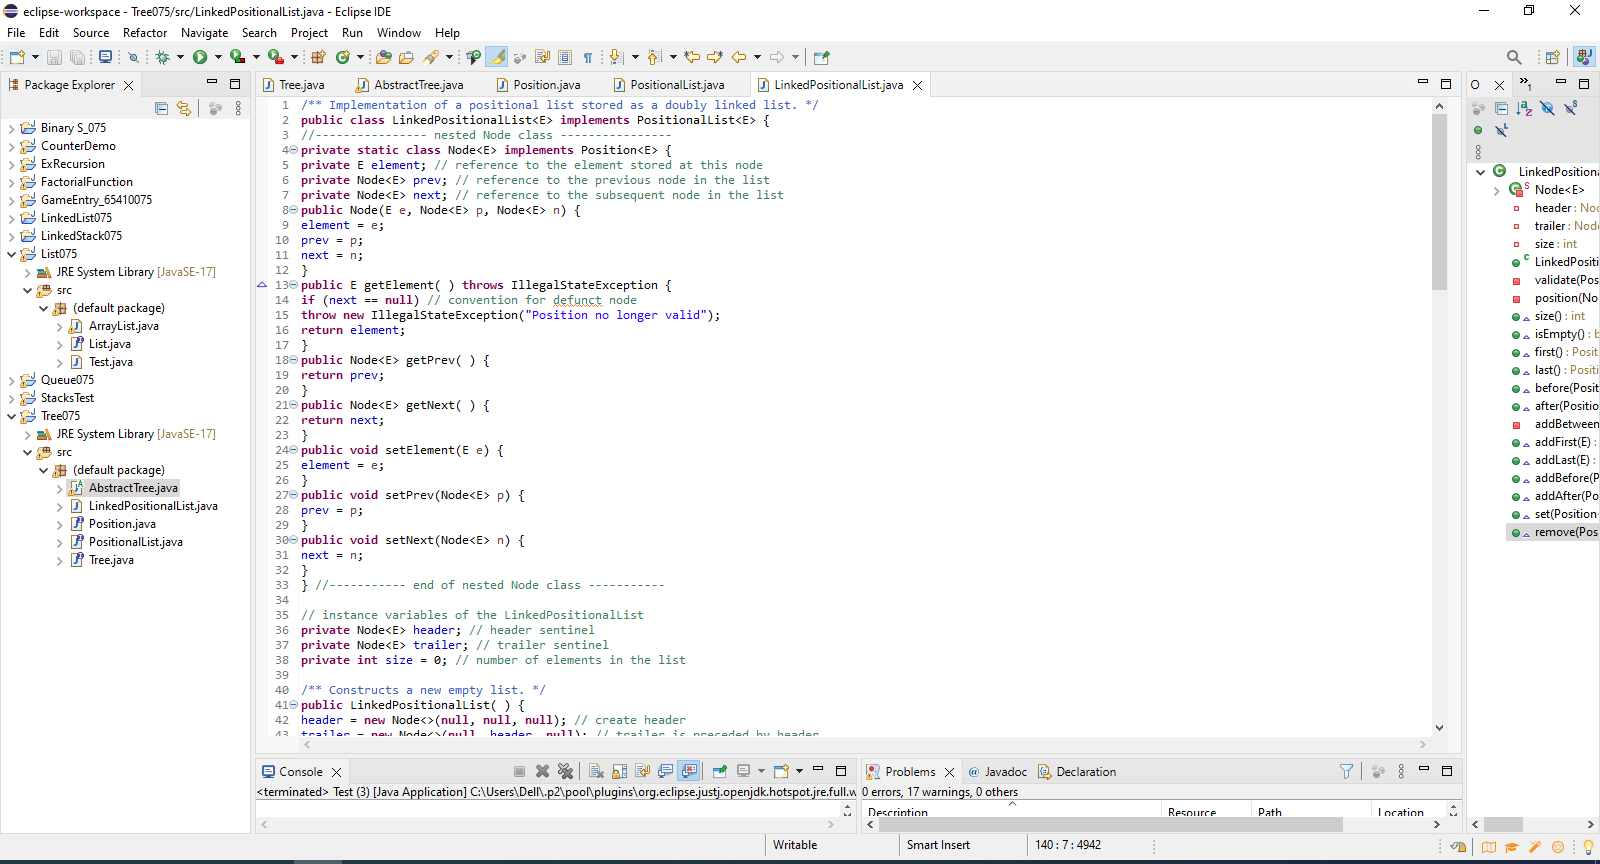 eclipse-workspace - Tree075/src/LinkedPositionalList.java - Eclipse IDE
File Edit Source Refactor Navigate Search Project Run Window Help
Package Explorer
Binary S_075
CounterDemo
ExRecursion
FactorialFunction
GameEntry_65410075
LinkedList075
LinkedStack075
List075
JRE System Library [JavaSE-17]
src
(default package)
ArrayList.java
List.java
Test.java
Queue075
StacksTest
Tree075
JRE System Library [JavaSE-17]
src
(default package)
AbstractTree.java
LinkedPositionalList.java
Position.java
PositionalList.java
Tree.java
Tree.java AbstractTree.java Position.java PositionalList.java LinkedPositionalList.java
1 /** Implementation of a positional list stored as a doubly linked list. */
2 public class LinkedPositionalList<E> implements PositionalList<E> {
3 //---------------- nested Node class ----------------
4 private static class Node<E> implements Position<E> {
5 private E element; // reference to the element stored at this node
6 private Node<E> prev; // reference to the previous node in the list
7 private Node<E> next; // reference to the subsequent node in the list
8 public Node(E e, Node<E> p, Node<E> n) {
9 element = e;
10 prev = p;
11 next = n;
12 }
13 public E getElement( ) throws IllegalStateException {
14 if (next == null) // convention for defunct node
15 throw new IllegalStateException("Position no longer valid");
16 return element;
17 }
18 public Node<E> getPrev( ) {
19 return prev;
20 }
21 public Node<E> getNext( ) {
22 return next;
23 }
24 public void setElement(E e) {
25 element = e;
26 }
27 public void setPrev(Node<E> p) {
28 prev = p;
29 }
30 public void setNext(Node<E> n) {
31 next = n;
32 }
33 } //----------- end of nested Node class -----------
34
35 // instance variables of the LinkedPositionalList
36 private Node<E> header; // header sentinel
37 private Node<E> trailer; // trailer sentinel
38 private int size = 0; // number of elements in the list
39
40 /** Constructs a new empty list. */
41 public LinkedPositionalList( ) {
42 header = new Node<>(null, null, null); // create header
43 trailer = new Node<>(null, header, null); // trailer is preceded by header
O
1
LinkedPositiona
Node<E>
header : Noc
trailer : Node
size : int
LinkedPositi
validate(Pos
position(No
size() : int
isEmpty() : b
first() : Positi
last() : Positi
before(Posit
after(Positio
addBetween
addFirst(E) :
addLast(E) :
addBefore(P
addAfter(Po
set(Position
remove(Pos
Console
<terminated> Test (3) [Java Application] C:\Users\Dell\.p2\pool\plugins\org.eclipse.justj.openjdk.hotspot.jre.full.w
Problems Javadoc Declaration
0 errors, 17 warnings, 0 others
Description Resource Path Location
Writable Smart Insert 140 : 7 : 4942